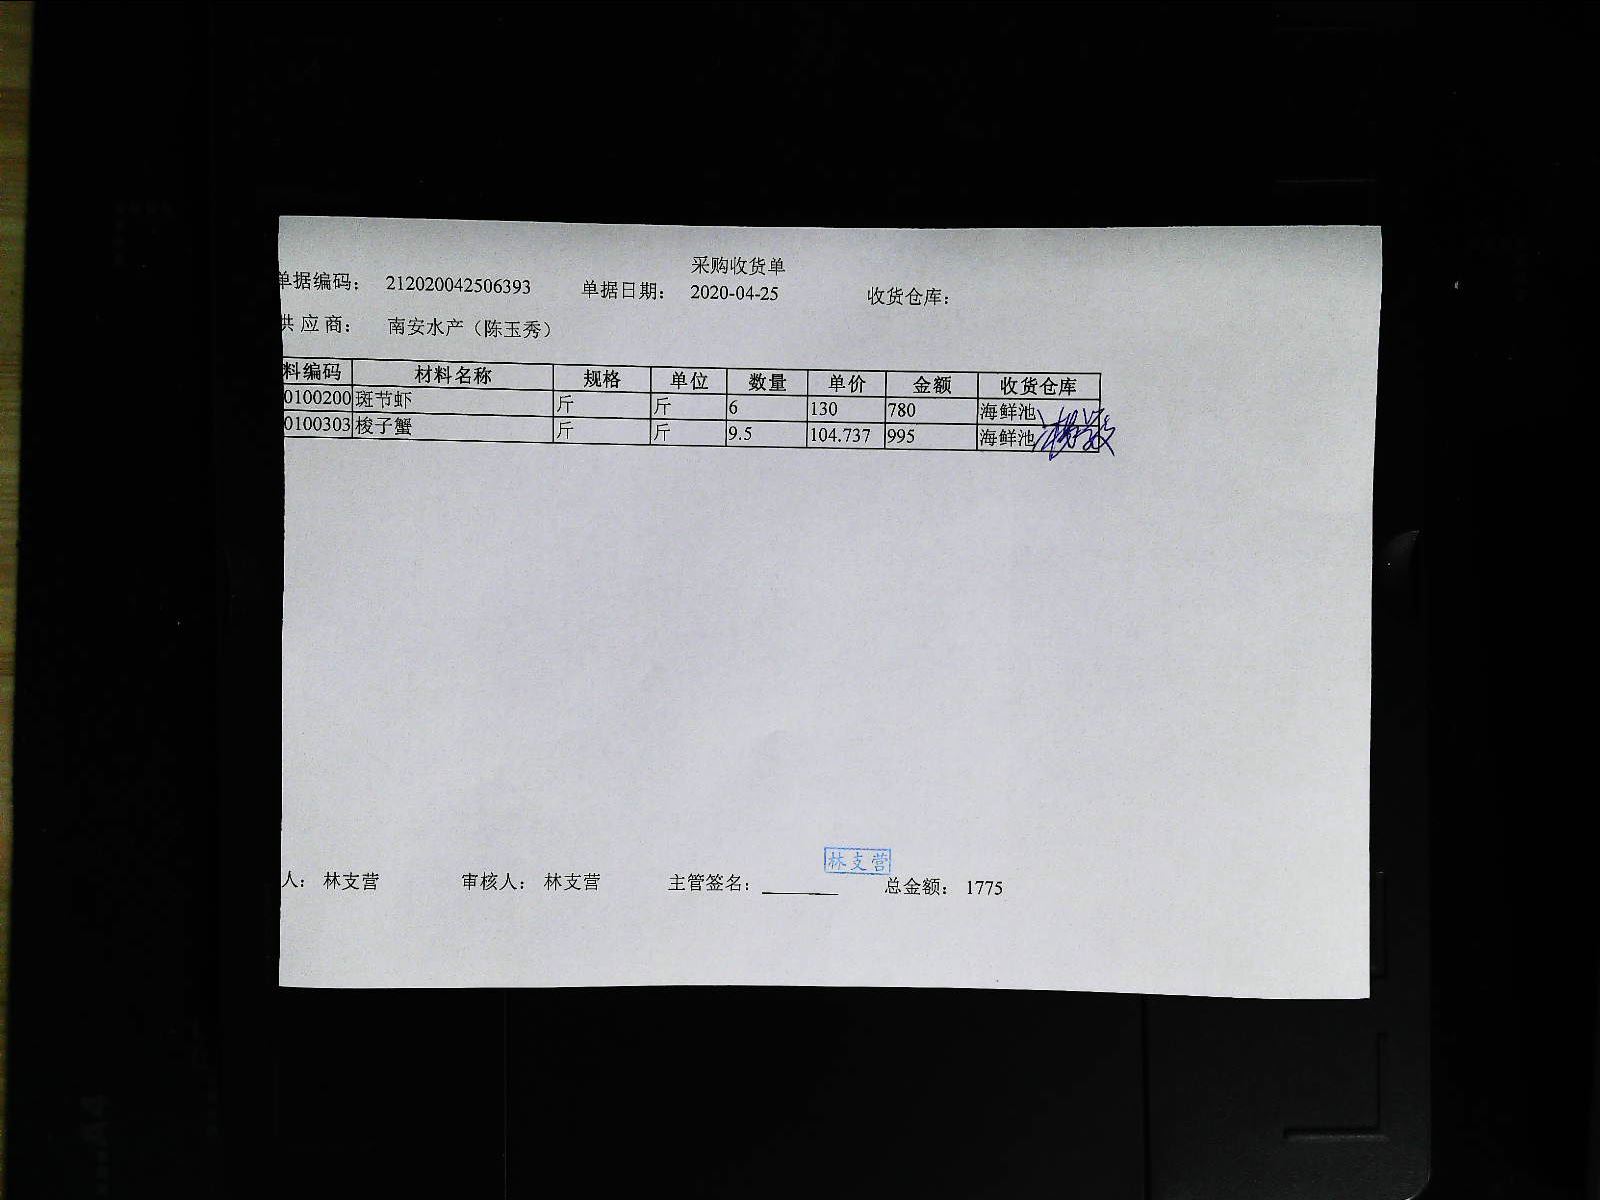 采购收货单
单据编码： 212020042506393 单据日期： 2020-04-25 收货仓库：
供应商： 南安水产（陈玉秀）
料编码 材料名称 规格 单位 数量 单价 金额 收货仓库
0100200 斑节虾 斤 斤 6 130 780 海鲜池
0100303 梭子蟹 斤 斤 9.5 104.737 995 海鲜池
林支营
人： 林支营 审核人： 林支营 主管签名： 总金额： 1775